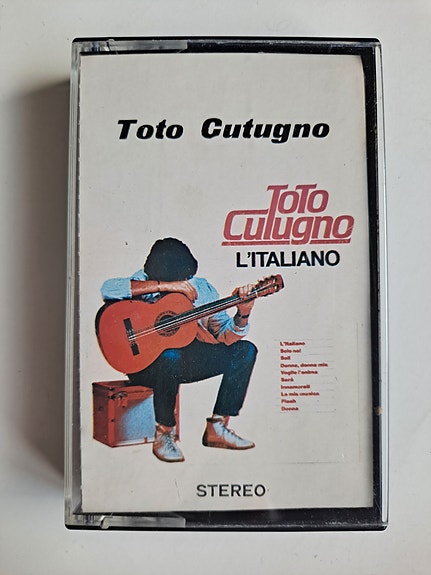 Toto Cutugno
ToTo
CuTugno
L'ITALIANO
L'Italiano
Solo noi
Soli
Donna, donna mia
Voglio l'anima
Sarà
Innamorati
La mia musica
Flash
Donna
STEREO